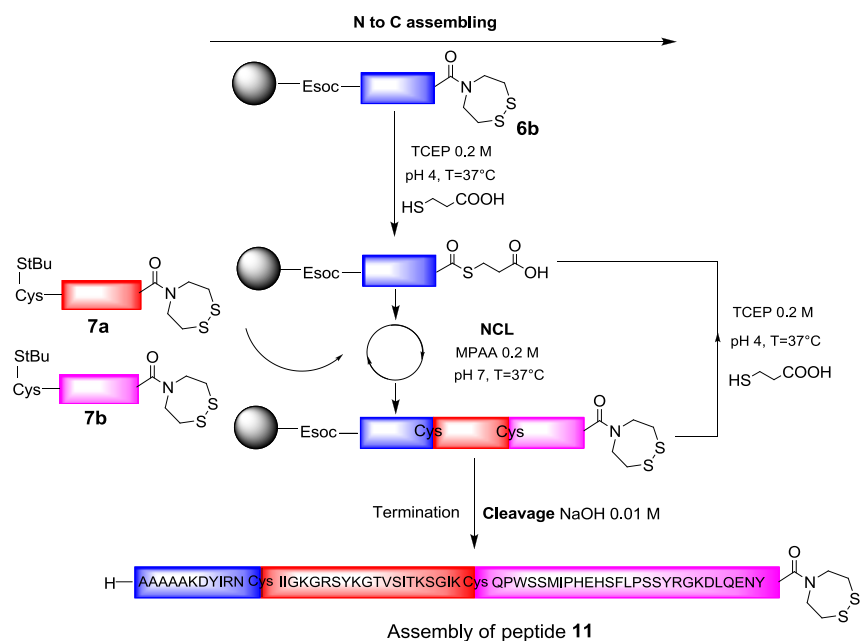 N to C assembling
Esoc
O
N
S
S
6b
TCEP 0.2 M
pH 4, T=37°C
HS COOH
StBu
Cys
O
N
S
S
7a
Esoc
O
S
O
OH
NCL
MPAA 0.2 M
pH 7, T=37°C
TCEP 0.2 M
pH 4, T=37°C
HS COOH
StBu
Cys
O
N
S
S
7b
Esoc
Cys
Cys
O
N
S
S
Termination
Cleavage NaOH 0.01 M
H AAAAAKDYIRN Cys IIGKGRSYKGTVSITKSGIK Cys QPWSSMIPHEHSFLPSSYRGKDLQENY
O
N
S
S
Assembly of peptide 11